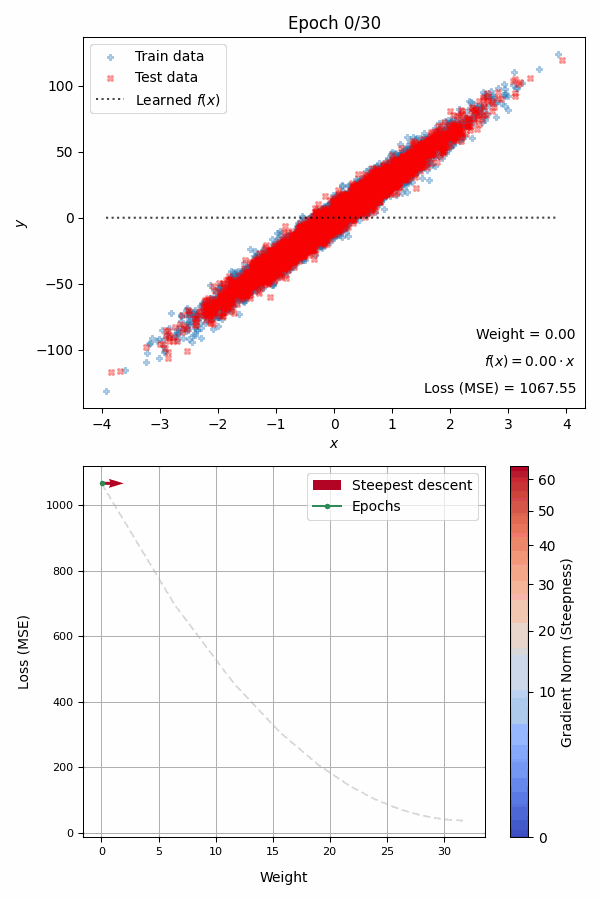 Epoch 0/30
Train data
Test data
Learned f(x)
100
50
0
−50
−100
y
Weight = 0.00
f(x) = 0.00 · x
Loss (MSE) = 1067.55
−4 −3 −2 −1 0 1 2 3 4
x
Steepest descent
Epochs
1000
800
600
400
200
0
Loss (MSE)
0 5 10 15 20 25 30
Weight
60
50
40
30
20
10
0
Gradient Norm (Steepness)